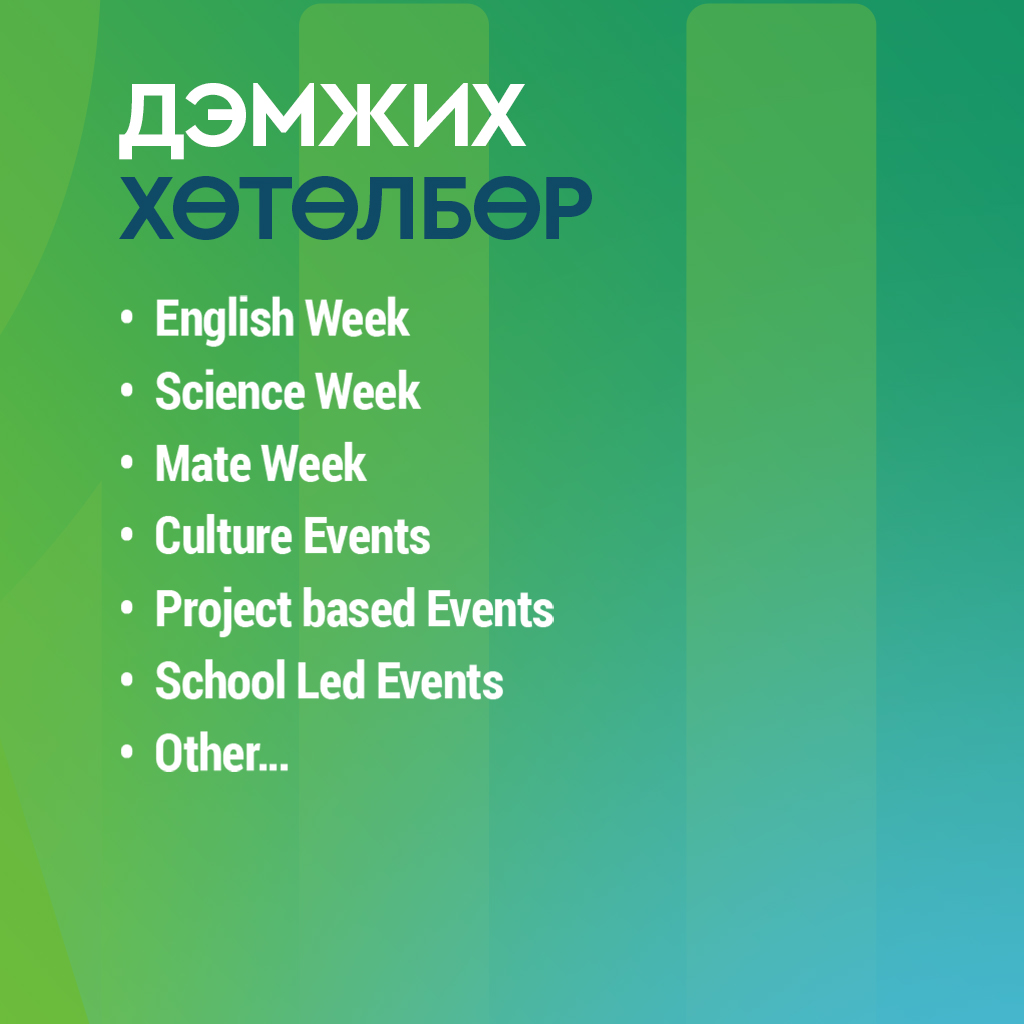 ДЭМЖИХ
ХӨТӨЛБӨР
• English Week
• Science Week
• Mate Week
• Culture Events
• Project based Events
• School Led Events
• Other...